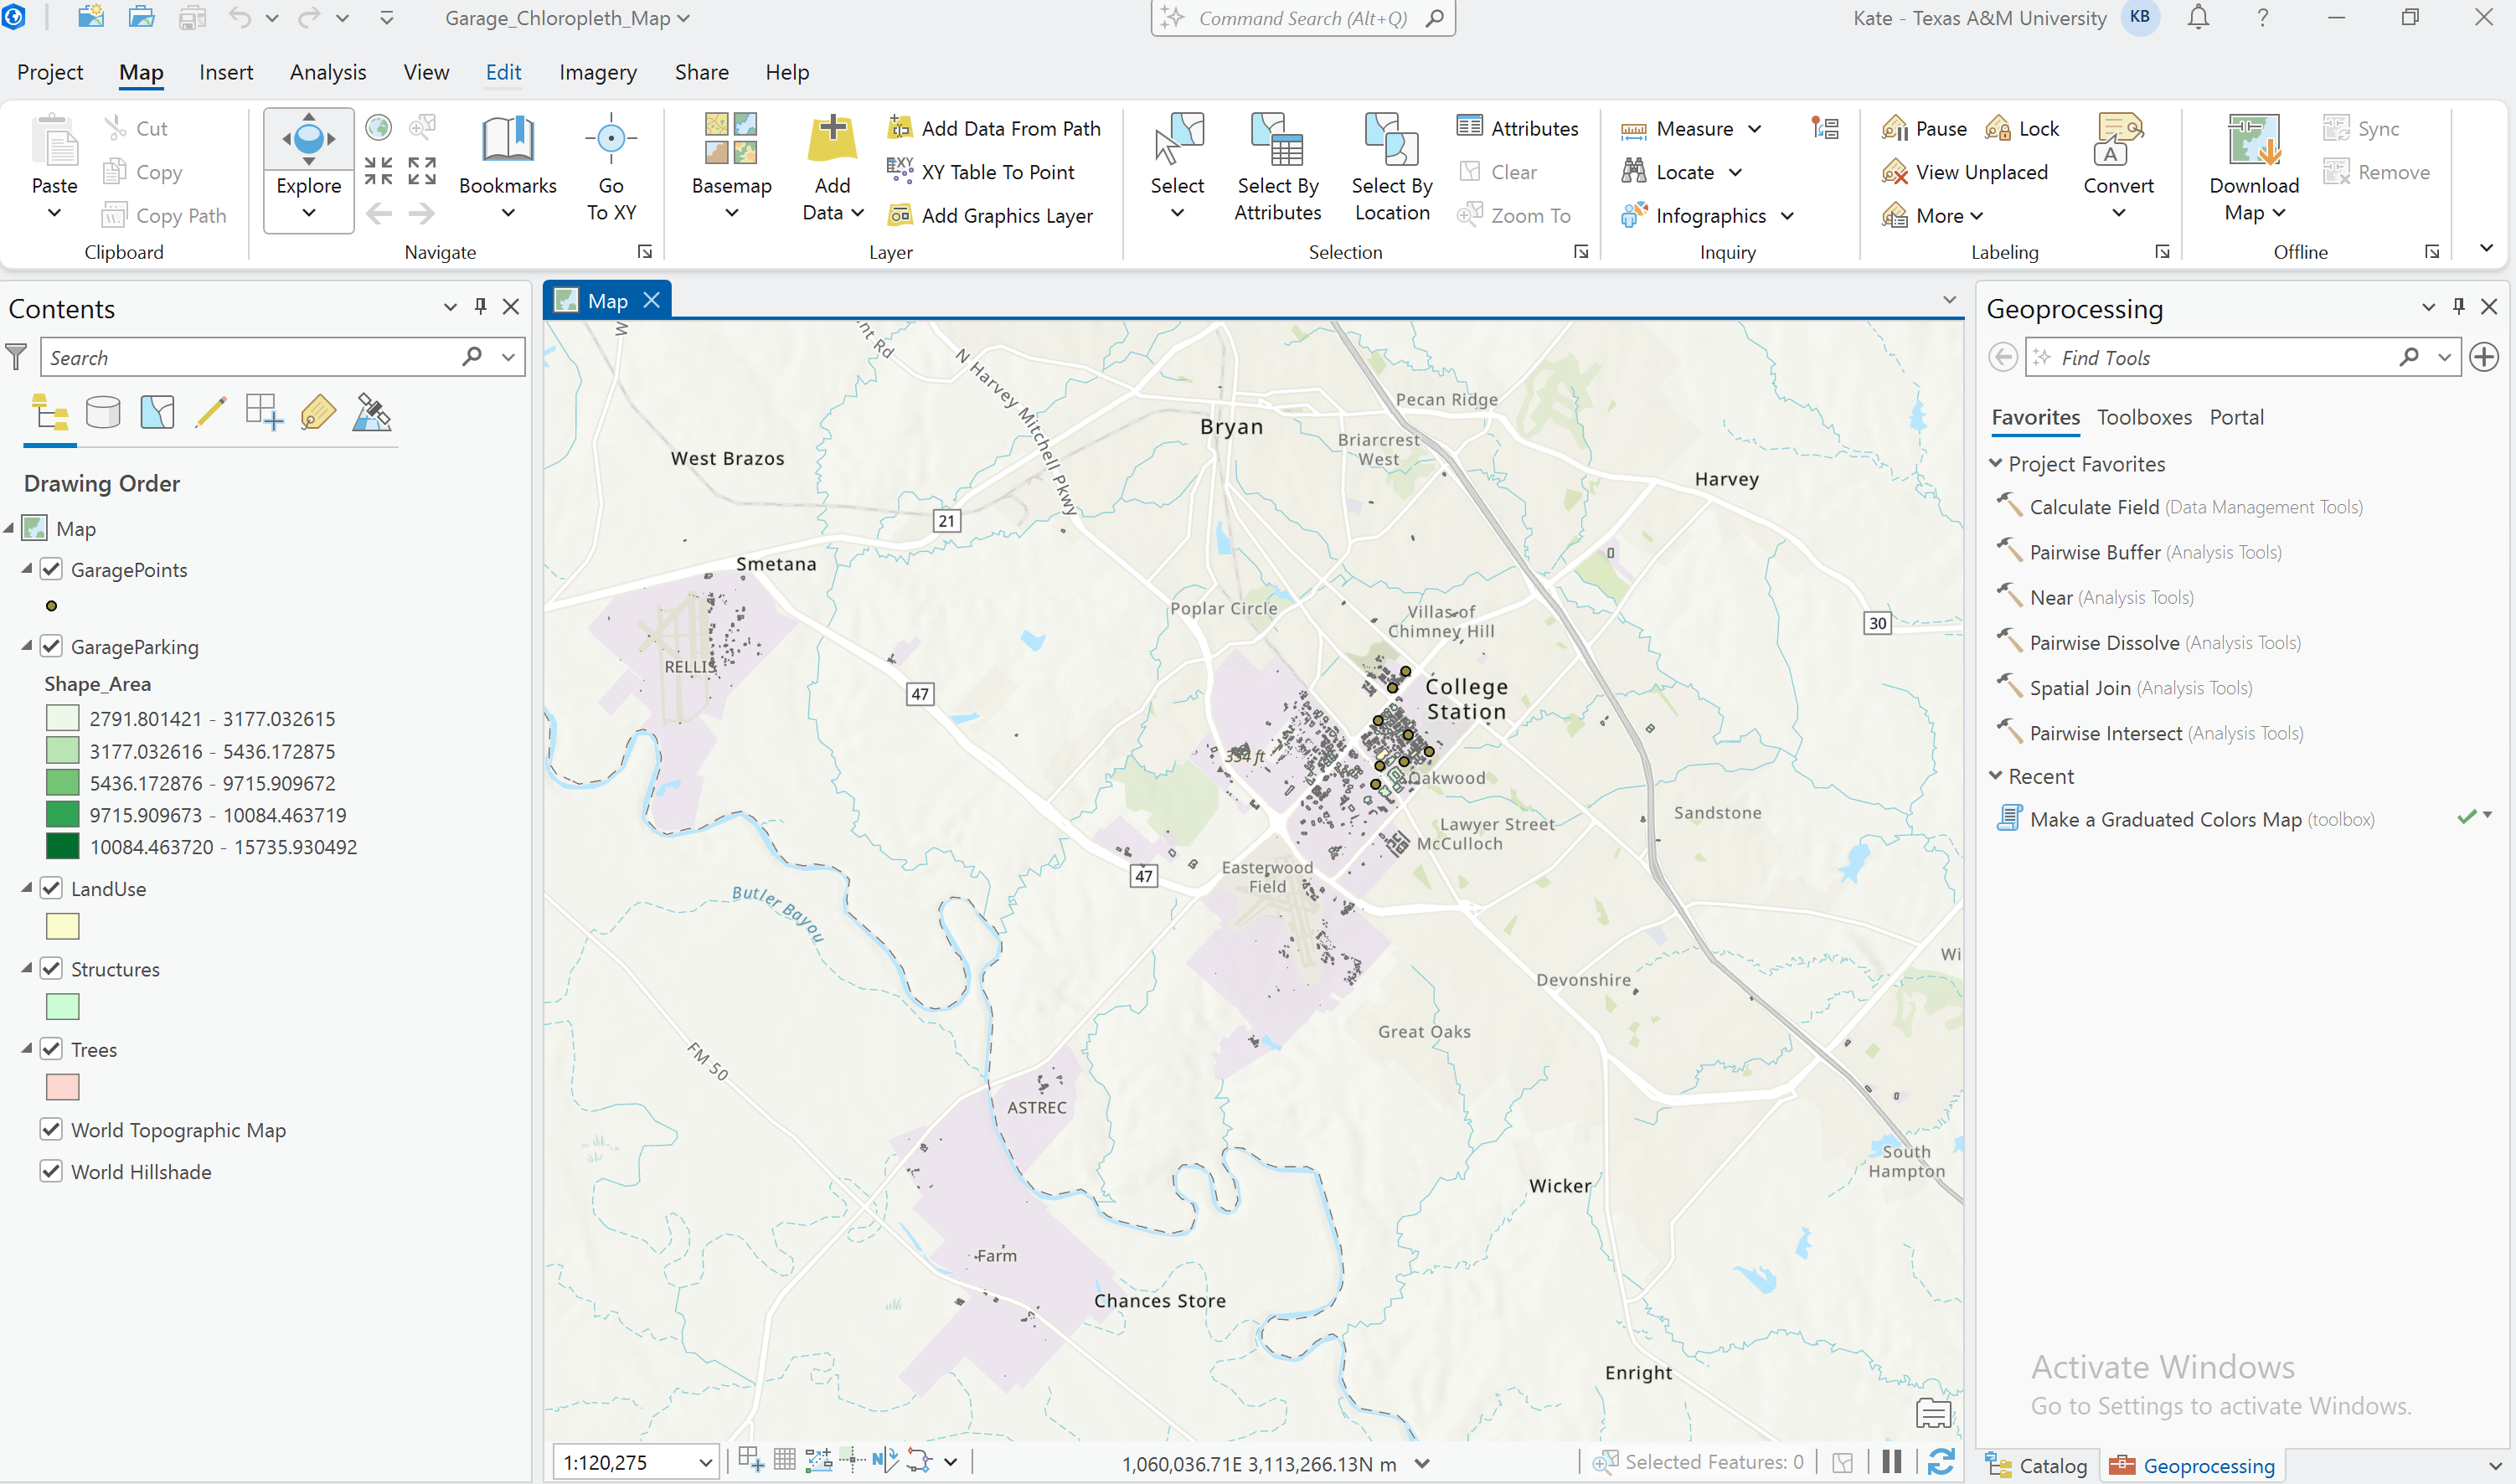 Garage_Chloropleth_Map
Command Search (Alt+Q)
Kate - Texas A&M University
KB
?
Project Map Insert Analysis View Edit Imagery Share Help
Paste
Cut
Copy
Copy Path
Clipboard
Explore
Bookmarks
Go
To XY
Navigate
Basemap
Add
Data
Add Data From Path
XY Table To Point
Add Graphics Layer
Layer
Select
Select By
Attributes
Select By
Location
Attributes
Clear
Zoom To
Selection
Measure
Locate
Infographics
Inquiry
Pause
Lock
View Unplaced
More
Convert
Labeling
Download
Map
Sync
Remove
Offline
Contents
Search
Drawing Order
Map
GaragePoints
GarageParking
Shape_Area
2791.801421 - 3177.032615
3177.032616 - 5436.172875
5436.172876 - 9715.909672
9715.909673 - 10084.463719
10084.463720 - 15735.930492
LandUse
Structures
Trees
World Topographic Map
World Hillshade
Map
N Harvey Mitchell Pkwy
Bryan
Pecan Ridge
Briarcrest
West
West Brazos
Harvey
21
Smetana
Poplar Circle
Villas of
Chimney Hill
30
RELLIS
47
College
Station
334 ft
Oakwood
Sandstone
Lawyer Street
McCulloch
47
Easterwood
Field
Butler Bayou
Wi
Devonshire
Great Oaks
FM 50
ASTREC
South
Hampton
Wicker
Farm
Chances Store
Enright
1:120,275
1,060,036.71E 3,113,266.13N m
Selected Features: 0
Geoprocessing
Find Tools
Favorites Toolboxes Portal
Project Favorites
Calculate Field (Data Management Tools)
Pairwise Buffer (Analysis Tools)
Near (Analysis Tools)
Pairwise Dissolve (Analysis Tools)
Spatial Join (Analysis Tools)
Pairwise Intersect (Analysis Tools)
Recent
Make a Graduated Colors Map (toolbox)
Activate Windows
Go to Settings to activate Windows.
Catalog
Geoprocessing